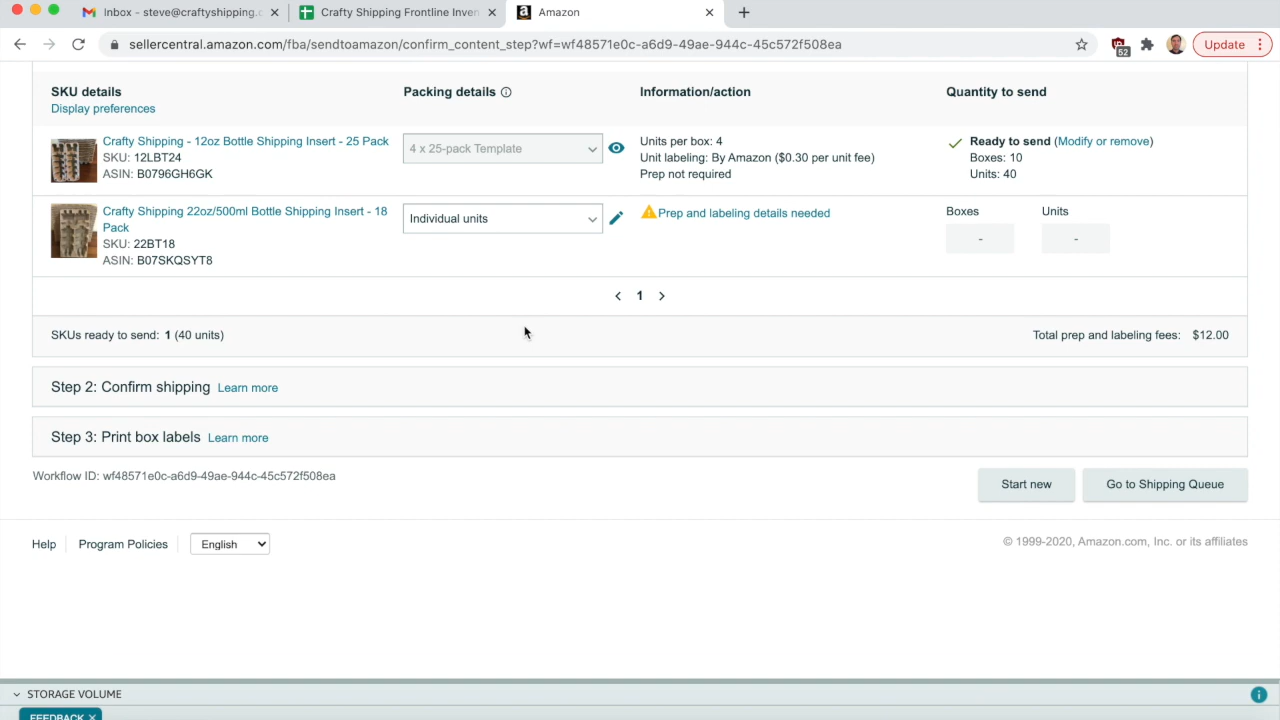 Inbox - steve@craftyshipping.c
Crafty Shipping Frontline Inven
Amazon
sellercentral.amazon.com/fba/sendtoamazon/confirm_content_step?wf=wf48571e0c-a6d9-49ae-944c-45c572f508ea
52
Update
SKU details
Display preferences
Packing details
Information/action
Quantity to send
Crafty Shipping - 12oz Bottle Shipping Insert - 25 Pack
SKU: 12LBT24
ASIN: B0796GH6GK
4 x 25-pack Template
Units per box: 4
Unit labeling: By Amazon ($0.30 per unit fee)
Prep not required
Ready to send (Modify or remove)
Boxes: 10
Units: 40
Crafty Shipping 22oz/500ml Bottle Shipping Insert - 18
Pack
SKU: 22BT18
ASIN: B07SKQSYT8
Individual units
Prep and labeling details needed
Boxes
Units
-
-
1
SKUs ready to send: 1 (40 units)
Total prep and labeling fees: $12.00
Step 2: Confirm shipping Learn more
Step 3: Print box labels Learn more
Workflow ID: wf48571e0c-a6d9-49ae-944c-45c572f508ea
Start new
Go to Shipping Queue
Help
Program Policies
English
© 1999-2020, Amazon.com, Inc. or its affiliates
STORAGE VOLUME
FEEDBACK